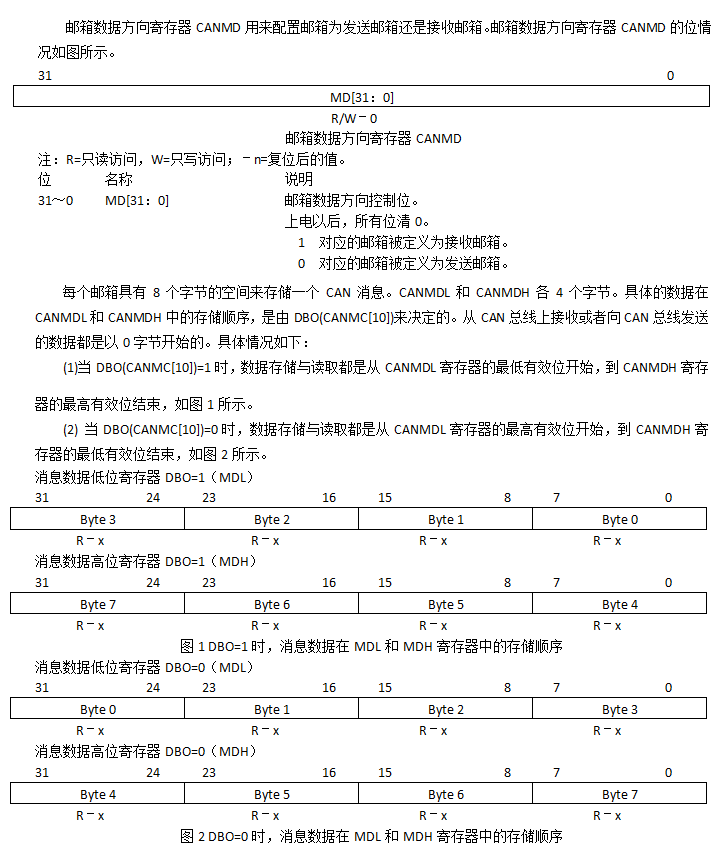 邮箱数据方向寄存器 CANMD 用来配置邮箱为发送邮箱还是接收邮箱。邮箱数据方向寄存器 CANMD 的位情
况如图所示。
31 0
MD[31：0]
R/W－0
邮箱数据方向寄存器 CANMD
注：R=只读访问，W=只写访问；－n=复位后的值。
位 名称 说明
31～0 MD[31：0] 邮箱数据方向控制位。
上电以后，所有位清 0。
1 对应的邮箱被定义为接收邮箱。
0 对应的邮箱被定义为发送邮箱。
每个邮箱具有 8 个字节的空间来存储一个 CAN 消息。CANMDL 和 CANMDH 各 4 个字节。具体的数据在
CANMDL 和 CANMDH 中的存储顺序，是由 DBO(CANMC[10])来决定的。从 CAN 总线上接收或者向 CAN 总线发送
的数据都是以 0 字节开始的。具体情况如下：
(1)当 DBO(CANMC[10])=1 时，数据存储与读取都是从 CANMDL 寄存器的最低有效位开始，到 CANMDH 寄存
器的最高有效位结束，如图 1 所示。
(2) 当 DBO(CANMC[10])=0 时，数据存储与读取都是从 CANMDL 寄存器的最高有效位开始，到 CANMDH 寄
存器的最低有效位结束，如图 2 所示。
消息数据低位寄存器 DBO=1（MDL）
31 24 23 16 15 8 7 0
Byte 3 Byte 2 Byte 1 Byte 0
R－x R－x R－x R－x
消息数据高位寄存器 DBO=1（MDH）
31 24 23 16 15 8 7 0
Byte 7 Byte 6 Byte 5 Byte 4
R－x R－x R－x R－x
图 1 DBO=1 时，消息数据在 MDL 和 MDH 寄存器中的存储顺序
消息数据低位寄存器 DBO=0（MDL）
31 24 23 16 15 8 7 0
Byte 0 Byte 1 Byte 2 Byte 3
R－x R－x R－x R－x
消息数据高位寄存器 DBO=0（MDH）
31 24 23 16 15 8 7 0
Byte 4 Byte 5 Byte 6 Byte 7
R－x R－x R－x R－x
图 2 DBO=0 时，消息数据在 MDL 和 MDH 寄存器中的存储顺序